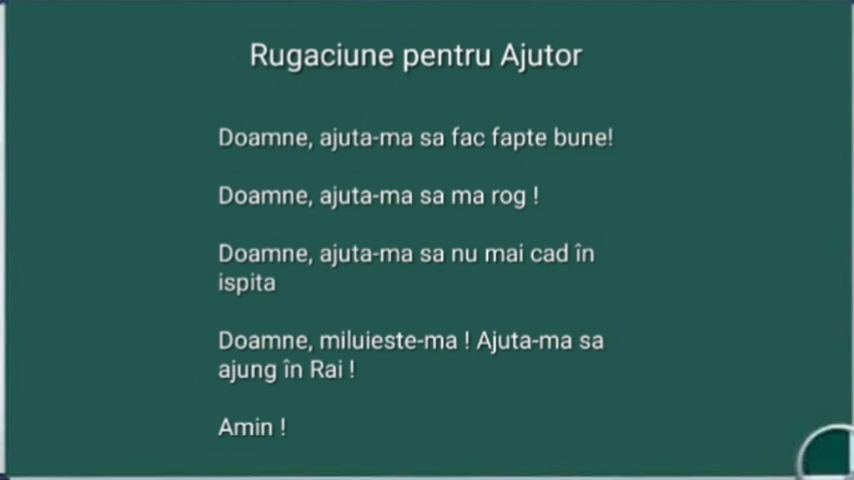 Rugaciune pentru Ajutor
Doamne, ajuta-ma sa fac fapte bune!
Doamne, ajuta-ma sa ma rog !
Doamne, ajuta-ma sa nu mai cad în
ispita
Doamne, miluieste-ma ! Ajuta-ma sa
ajung în Rai !
Amin !